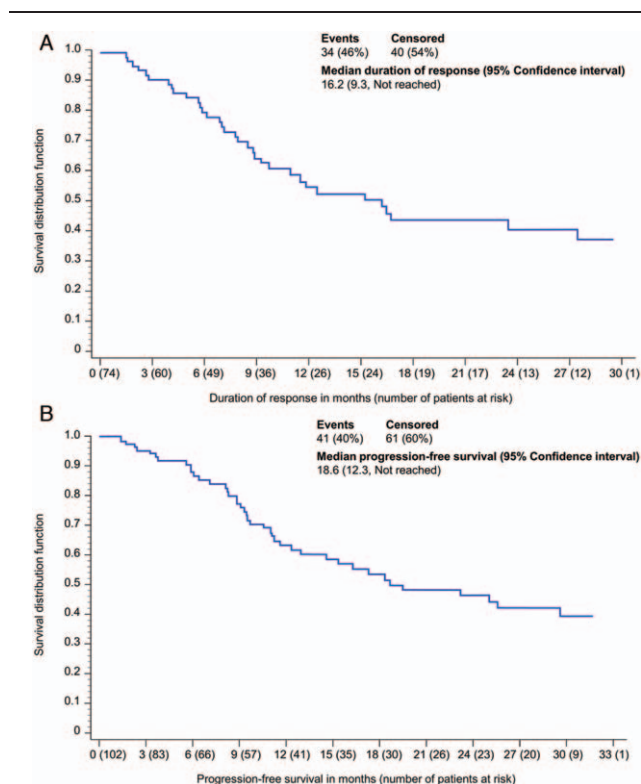 A
Events Censored
34 (46%) 40 (54%)
Median duration of response (95% Confidence interval)
16.2 (9.3, Not reached)
1.0
0.9
0.8
0.7
0.6
0.5
0.4
0.3
0.2
0.1
0
Survival distribution function
0 (74) 3 (60) 6 (49) 9 (36) 12 (26) 15 (24) 18 (19) 21 (17) 24 (13) 27 (12) 30 (1)
Duration of response in months (number of patients at risk)
B
Events Censored
41 (40%) 61 (60%)
Median progression-free survival (95% Confidence interval)
18.6 (12.3, Not reached)
1.0
0.9
0.8
0.7
0.6
0.5
0.4
0.3
0.2
0.1
0
Survival distribution function
0 (102) 3 (83) 6 (66) 9 (57) 12 (41) 15 (35) 18 (30) 21 (26) 24 (23) 27 (20) 30 (9) 33 (1)
Progression-free survival in months (number of patients at risk)